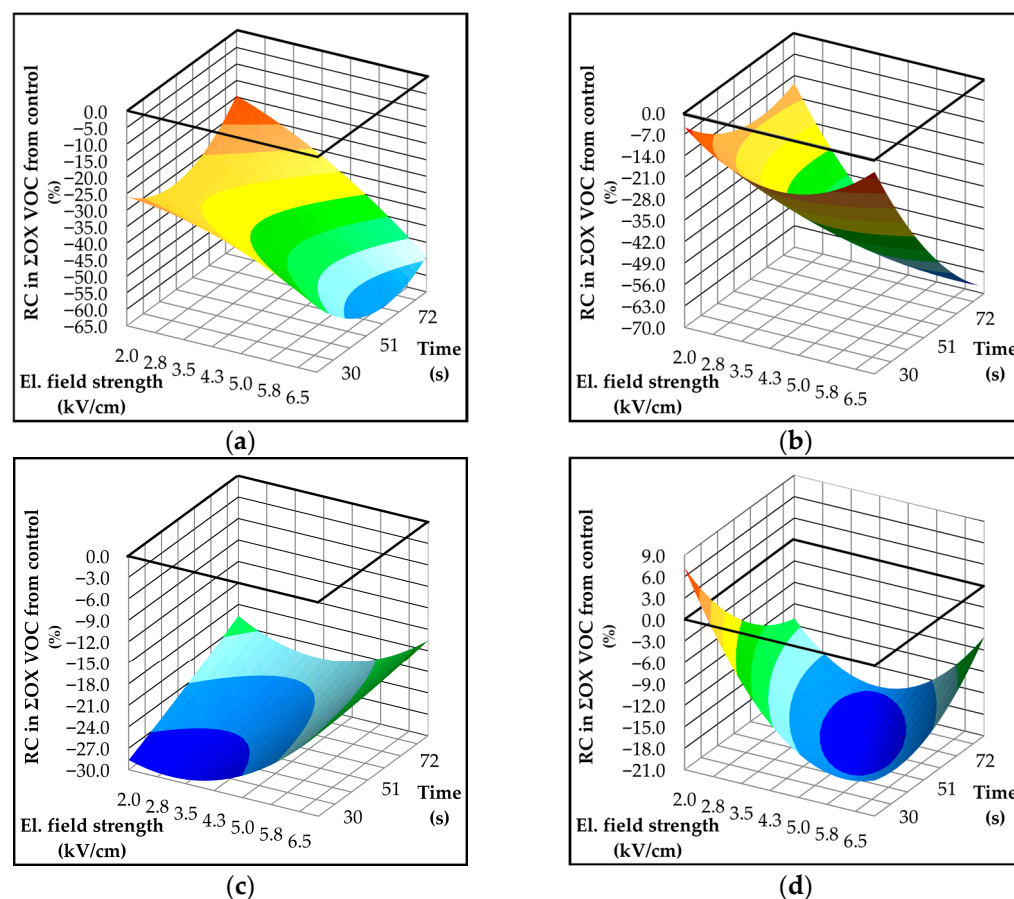 RC in ΣOX VOC from control
(%)
0.0
−5.0
−10.0
−15.0
−20.0
−25.0
−30.0
−35.0
−40.0
−45.0
−50.0
−55.0
−60.0
−65.0
2.0 2.8 3.5 4.3 5.0 5.8 6.5
El. field strength
(kV/cm)
30 51 72
Time
(s)
(a)
RC in ΣOX VOC from control
(%)
0.0
−7.0
−14.0
−21.0
−28.0
−35.0
−42.0
−49.0
−56.0
−63.0
−70.0
2.0 2.8 3.5 4.3 5.0 5.8 6.5
El. field strength
(kV/cm)
30 51 72
Time
(s)
(b)
RC in ΣOX VOC from control
(%)
0.0
−3.0
−6.0
−9.0
−12.0
−15.0
−18.0
−21.0
−24.0
−27.0
−30.0
2.0 2.8 3.5 4.3 5.0 5.8 6.5
El. field strength
(kV/cm)
30 51 72
Time
(s)
(c)
RC in ΣOX VOC from control
(%)
9.0
6.0
3.0
0.0
−3.0
−6.0
−9.0
−12.0
−15.0
−18.0
−21.0
2.0 2.8 3.5 4.3 5.0 5.8 6.5
El. field strength
(kV/cm)
30 51 72
Time
(s)
(d)